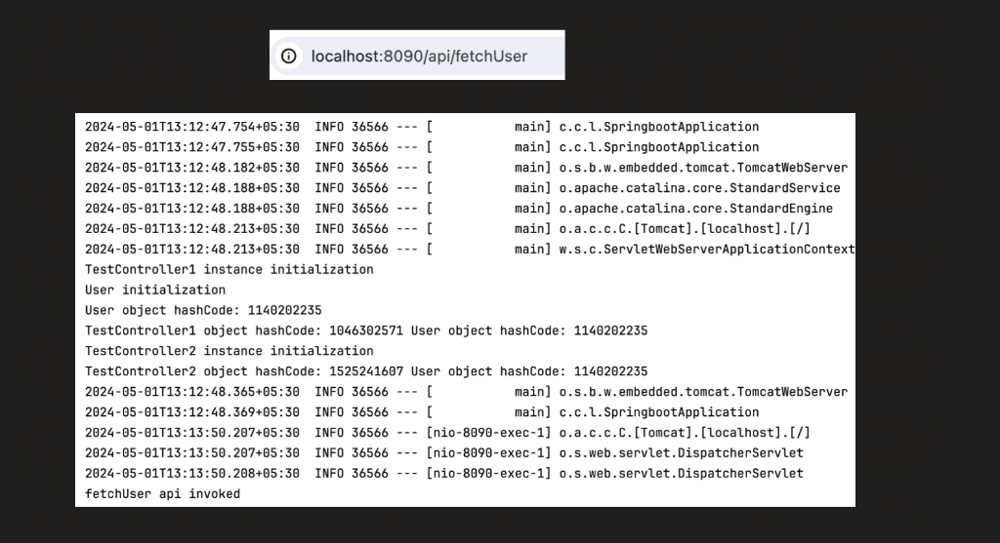 localhost:8090/api/fetchUser
2024-05-01T13:12:47.754+05:30  INFO 36566 --- [           main] c.c.l.SpringbootApplication
2024-05-01T13:12:47.755+05:30  INFO 36566 --- [           main] c.c.l.SpringbootApplication
2024-05-01T13:12:48.182+05:30  INFO 36566 --- [           main] o.s.b.w.embedded.tomcat.TomcatWebServer
2024-05-01T13:12:48.188+05:30  INFO 36566 --- [           main] o.apache.catalina.core.StandardService
2024-05-01T13:12:48.188+05:30  INFO 36566 --- [           main] o.apache.catalina.core.StandardEngine
2024-05-01T13:12:48.213+05:30  INFO 36566 --- [           main] o.a.c.c.C.[Tomcat].[localhost].[/]
2024-05-01T13:12:48.213+05:30  INFO 36566 --- [           main] w.s.c.ServletWebServerApplicationContext
TestController1 instance initialization
User initialization
User object hashCode: 1140202235
TestController1 object hashCode: 1046302571 User object hashCode: 1140202235
TestController2 instance initialization
TestController2 object hashCode: 1525241607 User object hashCode: 1140202235
2024-05-01T13:12:48.365+05:30  INFO 36566 --- [           main] o.s.b.w.embedded.tomcat.TomcatWebServer
2024-05-01T13:12:48.369+05:30  INFO 36566 --- [           main] c.c.l.SpringbootApplication
2024-05-01T13:13:50.207+05:30  INFO 36566 --- [nio-8090-exec-1] o.a.c.c.C.[Tomcat].[localhost].[/]
2024-05-01T13:13:50.207+05:30  INFO 36566 --- [nio-8090-exec-1] o.s.web.servlet.DispatcherServlet
2024-05-01T13:13:50.208+05:30  INFO 36566 --- [nio-8090-exec-1] o.s.web.servlet.DispatcherServlet
fetchUser api invoked